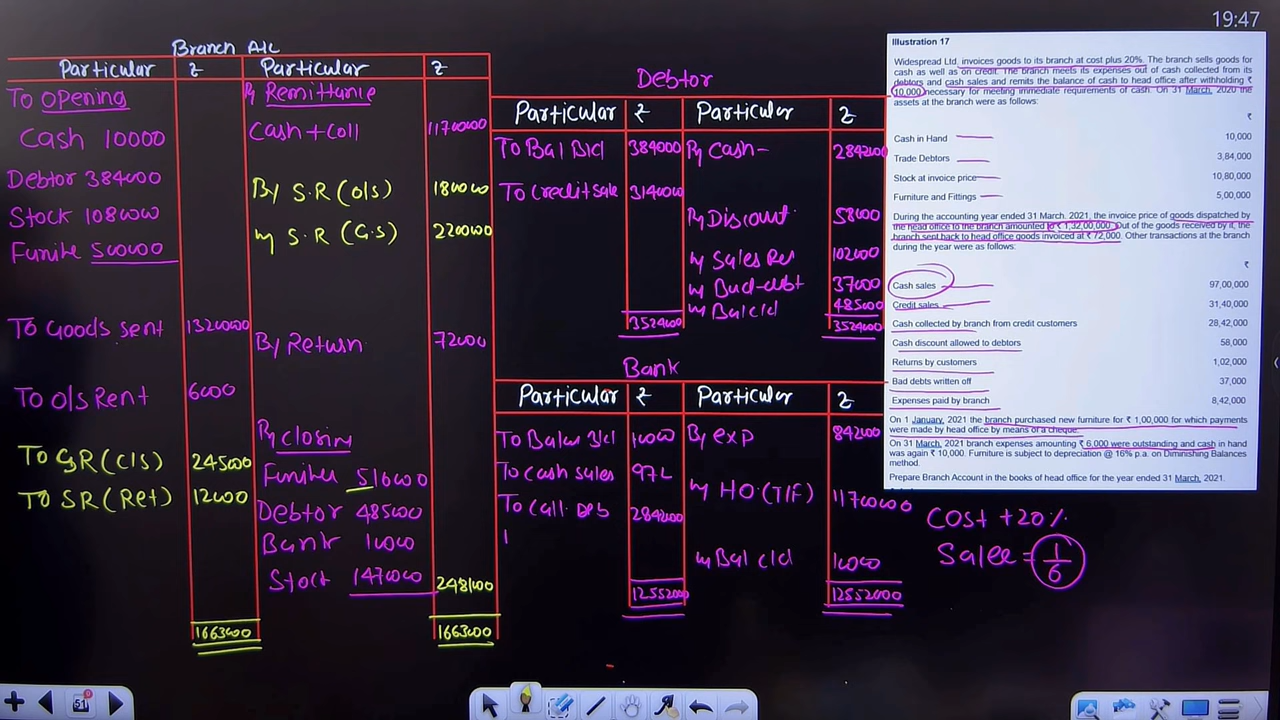 19:47
Branch A/c
Particular ₹ Particular ₹
To Opening By Remittance
Cash 10000 Cash + Coll 11700000
Debtor 384000
By S.R (O/S) 180000
Stock 1080000
By S.R (G.S) 2200000
Furnite 500000
To Goods sent 13200000
By Return 72000
To O/s Rent 6000
By closing
To SR (C/s) 245000
Furnitee 516000
To SR (Ret) 12000
Debtor 485000
Bank 10000
Stock 1470000 2481000
1663000 1663000
Debtor
Particular ₹ Particular ₹
To Bal B/d 384000 By Cash - 2842000
To Credit sale 3140000
By Discount 58000
By Sales Ret 102000
By Bad-debt 37000
By Bal c/d 485000
3524000 3524000
Bank
Particular ₹ Particular ₹
To Balan B/d 10000 By exp 842000
To Cash sales 97L
By HO (T/F) 11700000
To Coll. Deb 2842000
By Bal c/d 10000
12552000 12552000
Illustration 17
Widespread Ltd. invoices goods to its branch at cost plus 20%. The branch sells goods for
cash as well as on credit. The branch meets its expenses out of cash collected from its
debtors and cash sales and remits the balance of cash to head office after withholding ₹
10,000 necessary for meeting immediate requirements of cash. On 31 March, 2020 the
assets at the branch were as follows:
₹
Cash in Hand 10,000
Trade Debtors 3,84,000
Stock at invoice price 10,80,000
Furniture and Fittings 5,00,000
During the accounting year ended 31 March, 2021, the invoice price of goods dispatched by
the head office to the branch amounted to ₹ 1,32,00,000. Out of the goods received by it, the
branch sent back to head office goods invoiced at ₹ 72,000. Other transactions at the branch
during the year were as follows:
₹
Cash sales 97,00,000
Credit sales 31,40,000
Cash collected by branch from credit customers 28,42,000
Cash discount allowed to debtors 58,000
Returns by customers 1,02,000
Bad debts written off 37,000
Expenses paid by branch 8,42,000
On 1 January, 2021 the branch purchased new furniture for ₹ 1,00,000 for which payments
were made by head office by means of a cheque.
On 31 March, 2021 branch expenses amounting ₹ 6,000 were outstanding and cash in hand
was again ₹ 10,000. Furniture is subject to depreciation @ 16% p.a. on Diminishing Balances
method.
Prepare Branch Account in the books of head office for the year ended 31 March, 2021.
Cost + 20%
Sale = 1/6
51
9